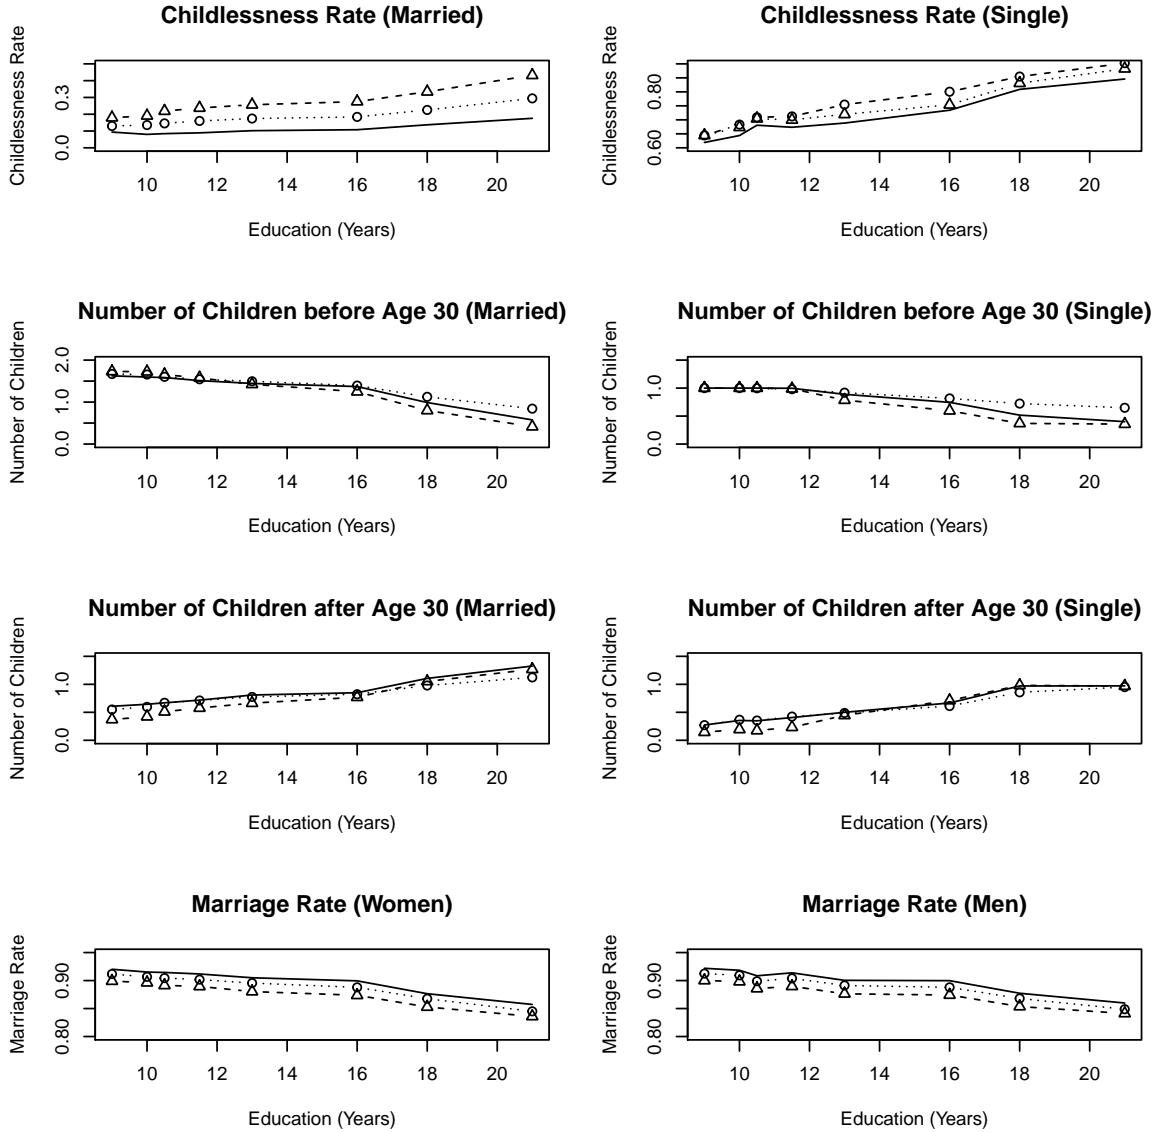 Childlessness Rate (Married)
Childlessness Rate
0.0 0.3
10 12 14 16 18 20
Education (Years)
Childlessness Rate (Single)
Childlessness Rate
0.60 0.80
10 12 14 16 18 20
Education (Years)
Number of Children before Age 30 (Married)
Number of Children
0.0 1.0 2.0
10 12 14 16 18 20
Education (Years)
Number of Children before Age 30 (Single)
Number of Children
0.0 1.0
10 12 14 16 18 20
Education (Years)
Number of Children after Age 30 (Married)
Number of Children
0.0 1.0
10 12 14 16 18 20
Education (Years)
Number of Children after Age 30 (Single)
Number of Children
0.0 1.0
10 12 14 16 18 20
Education (Years)
Marriage Rate (Women)
Marriage Rate
0.80 0.90
10 12 14 16 18 20
Education (Years)
Marriage Rate (Men)
Marriage Rate
0.80 0.90
10 12 14 16 18 20
Education (Years)